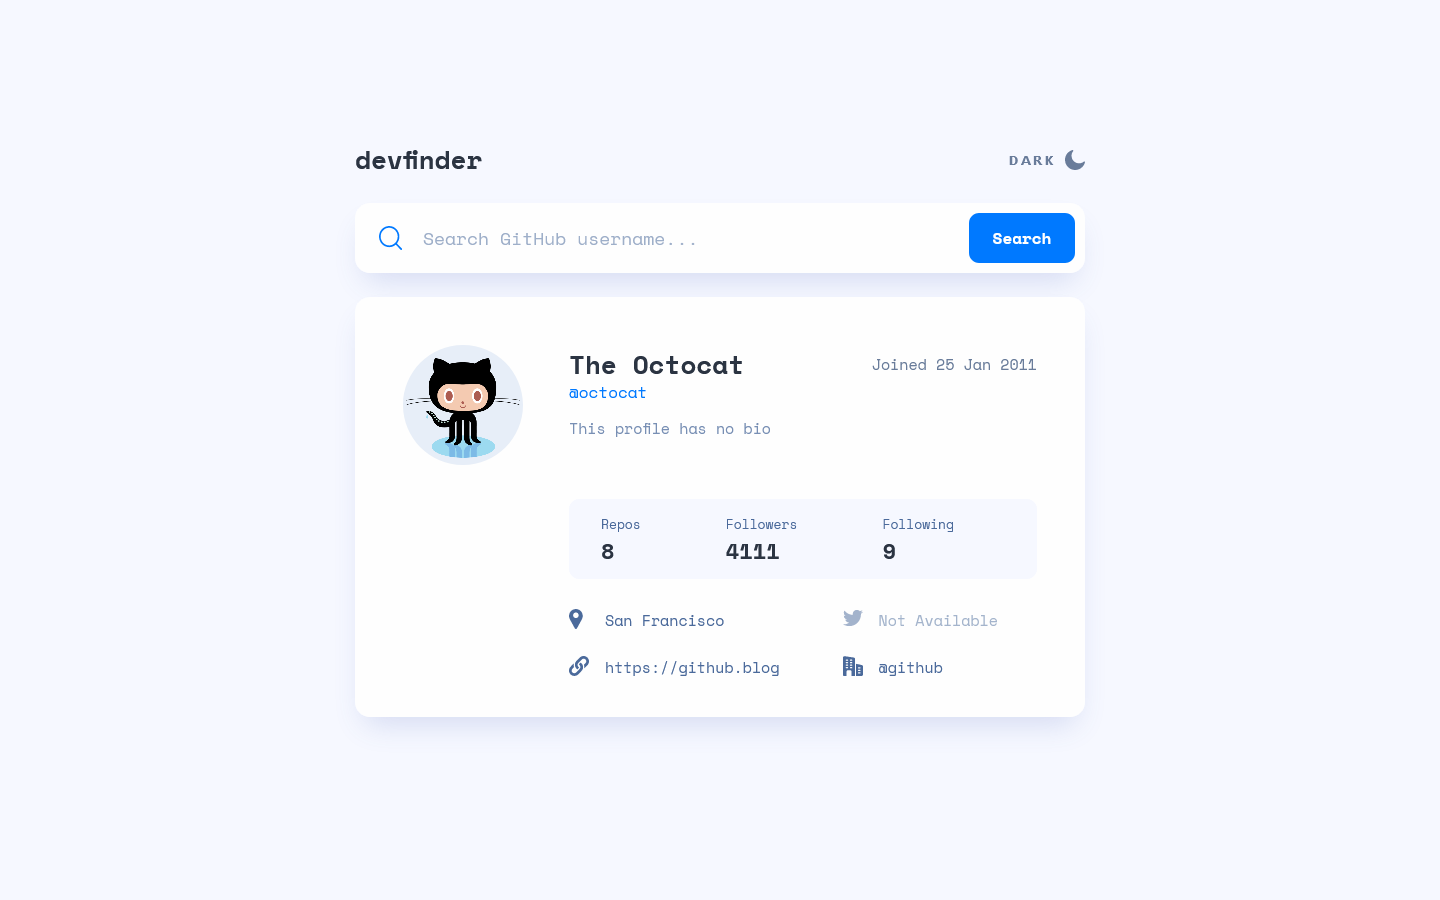 devfinder
DARK
Search GitHub username...
Search
The Octocat
Joined 25 Jan 2011
@octocat
This profile has no bio
Repos
Followers
Following
8
4111
9
San Francisco
Not Available
https://github.blog
@github